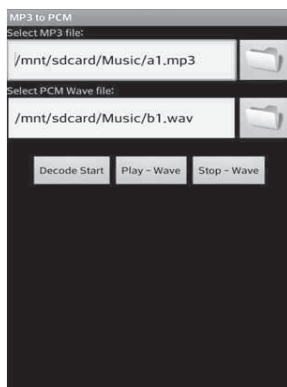 MP3 to PCM
Select MP3 file:
/mnt/sdcard/Music/a1.mp3
Select PCM Wave file:
/mnt/sdcard/Music/b1.wav
Decode Start Play - Wave Stop - Wave